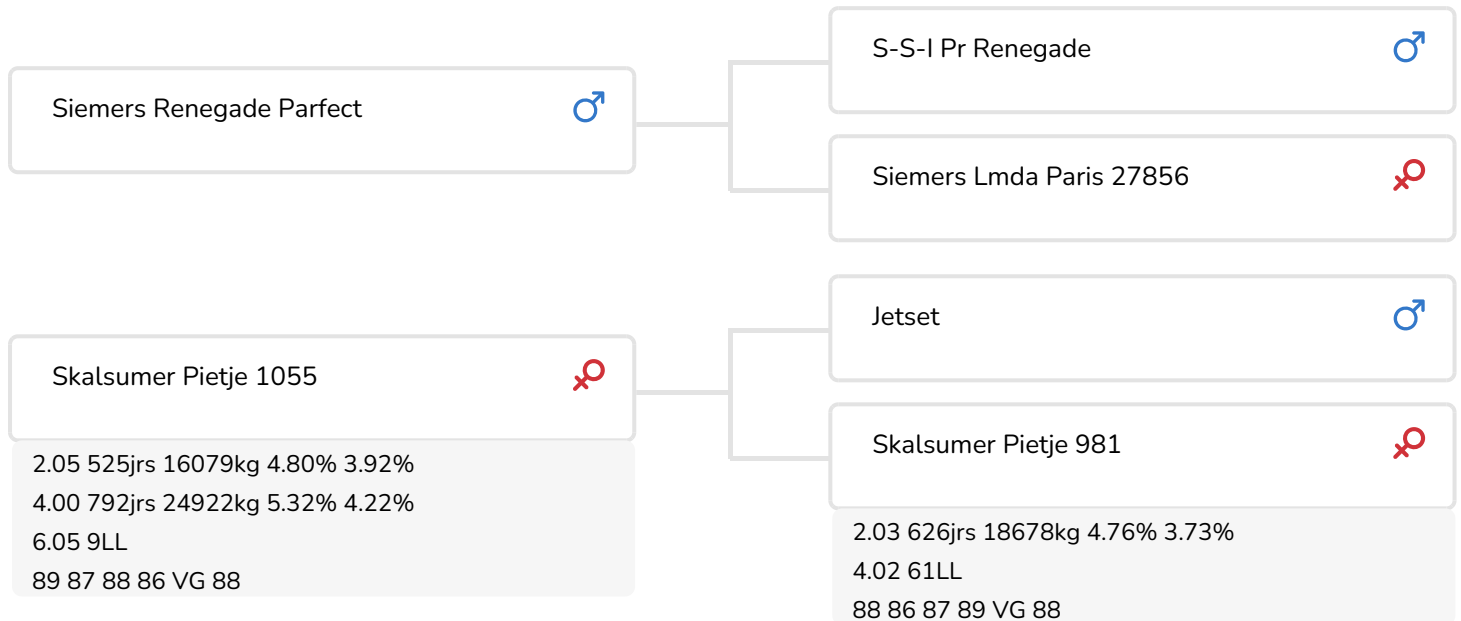 S-S-I Pr Renegade
Siemers Renegade Parfect
Siemers Lmda Paris 27856
Jetset
Skalsumer Pietje 1055
Skalsumer Pietje 981
2.05 525jrs 16079kg 4.80% 3.92%
4.00 792jrs 24922kg 5.32% 4.22%
6.05 9LL
89 87 88 86 VG 88
2.03 626jrs 18678kg 4.76% 3.73%
4.02 61LL
88 86 87 89 VG 88